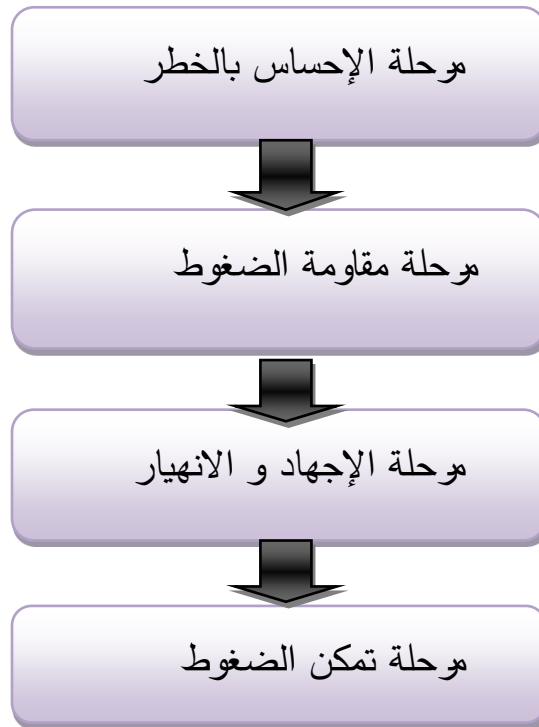 مرحلة الإحساس بالخطر
مرحلة مقاومة الضغوط
مرحلة الإجهاد و الانهيار
مرحلة تمكن الضغوط